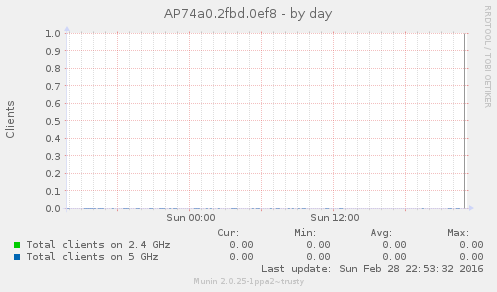 AP74a0.2fbd.0ef8 - by day
RRDTOOL / TOBI OETIKER
Clients
1.0
0.9
0.8
0.7
0.6
0.5
0.4
0.3
0.2
0.1
0.0
Sun 00:00 Sun 12:00
Cur: Min: Avg: Max:
Total clients on 2.4 GHz 0.00 0.00 0.00 0.00
Total clients on 5 GHz 0.00 0.00 0.00 0.00
Last update: Sun Feb 28 22:53:32 2016
Munin 2.0.25-1ppa2~trusty